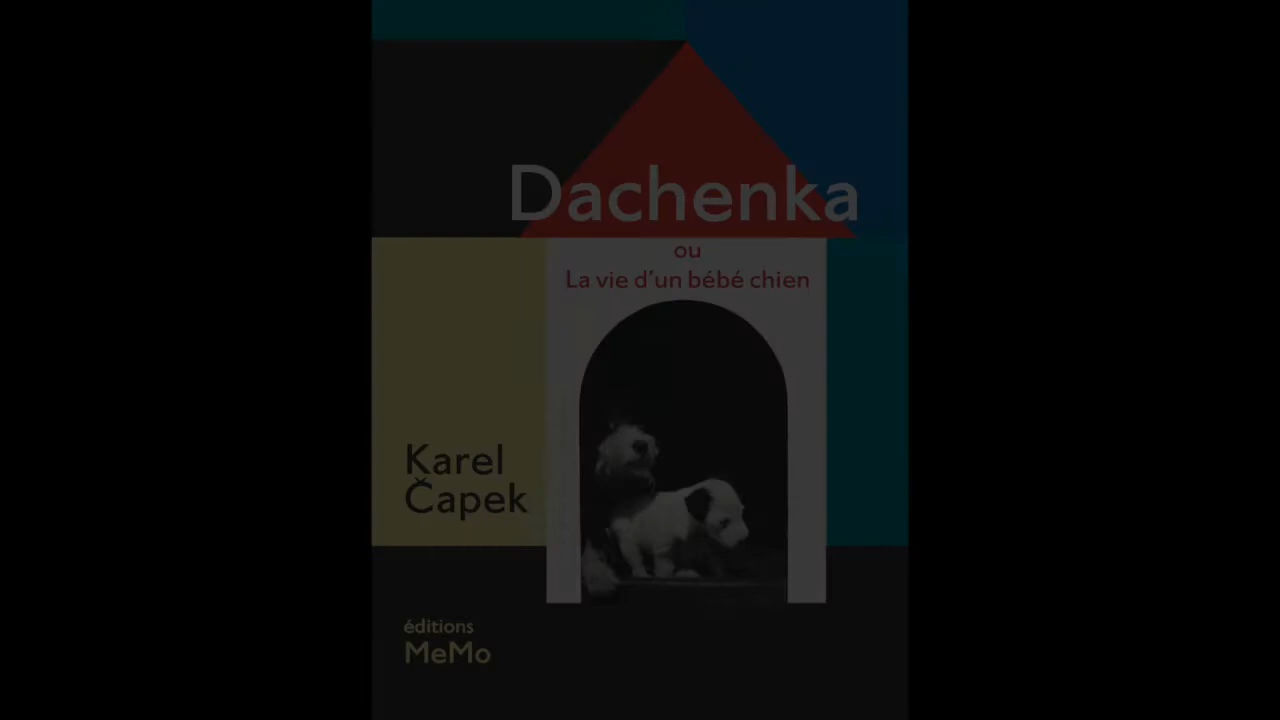 Dachenka
ou
La vie d'un bébé chien
Karel
Čapek
éditions
MeMo